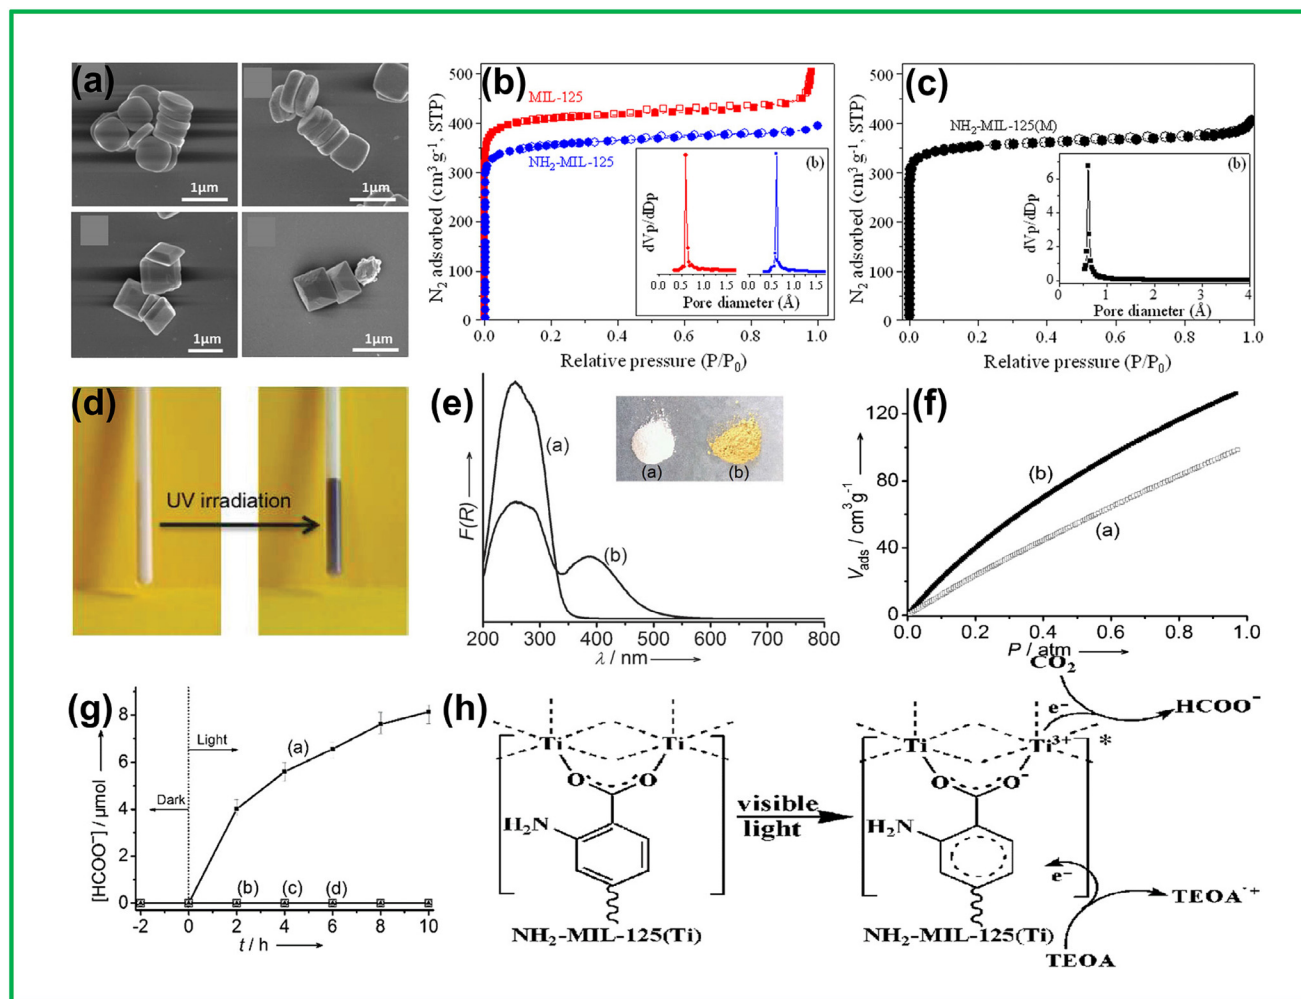 (a)
1μm
1μm
1μm
1μm
(b)
500
400
300
200
100
0
N₂ adsorbed (cm³ g⁻¹, STP)
MIL-125
NH₂-MIL-125
(b)
dVp/dDp
0.0 0.5 1.0 1.5
0.0 0.5 1.0 1.5
Pore diameter (Å)
0.0 0.2 0.4 0.6 0.8 1.0
Relative pressure (P/P₀)
(c)
500
400
300
200
100
0
N₂ adsorbed (cm³ g⁻¹, STP)
NH₂-MIL-125(M)
(b)
6
4
2
0
dVp/dDp
0 1 2 3 4
Pore diameter (Å)
0.0 0.2 0.4 0.6 0.8 1.0
Relative pressure (P/P₀)
(d)
UV irradiation
(e)
F(R)
(a)
(b)
(a)
(b)
200 300 400 500 600 700 800
λ / nm
(f)
120
80
40
0
V_ads / cm³g⁻¹
(b)
(a)
0.0 0.2 0.4 0.6 0.8 1.0
P / atm
(g)
8
6
4
2
0
[HCOO⁻] / μmol
Light
Dark
(a)
(b) (c) (d)
-2 0 2 4 6 8 10
t / h
(h)
Ti Ti
O O
H₂N
NH₂-MIL-125(Ti)
visible
light
CO₂
e⁻
HCOO⁻
Ti Ti³⁺ *
O O⁻
H₂N
e⁻
TEOA·⁺
NH₂-MIL-125(Ti)
TEOA